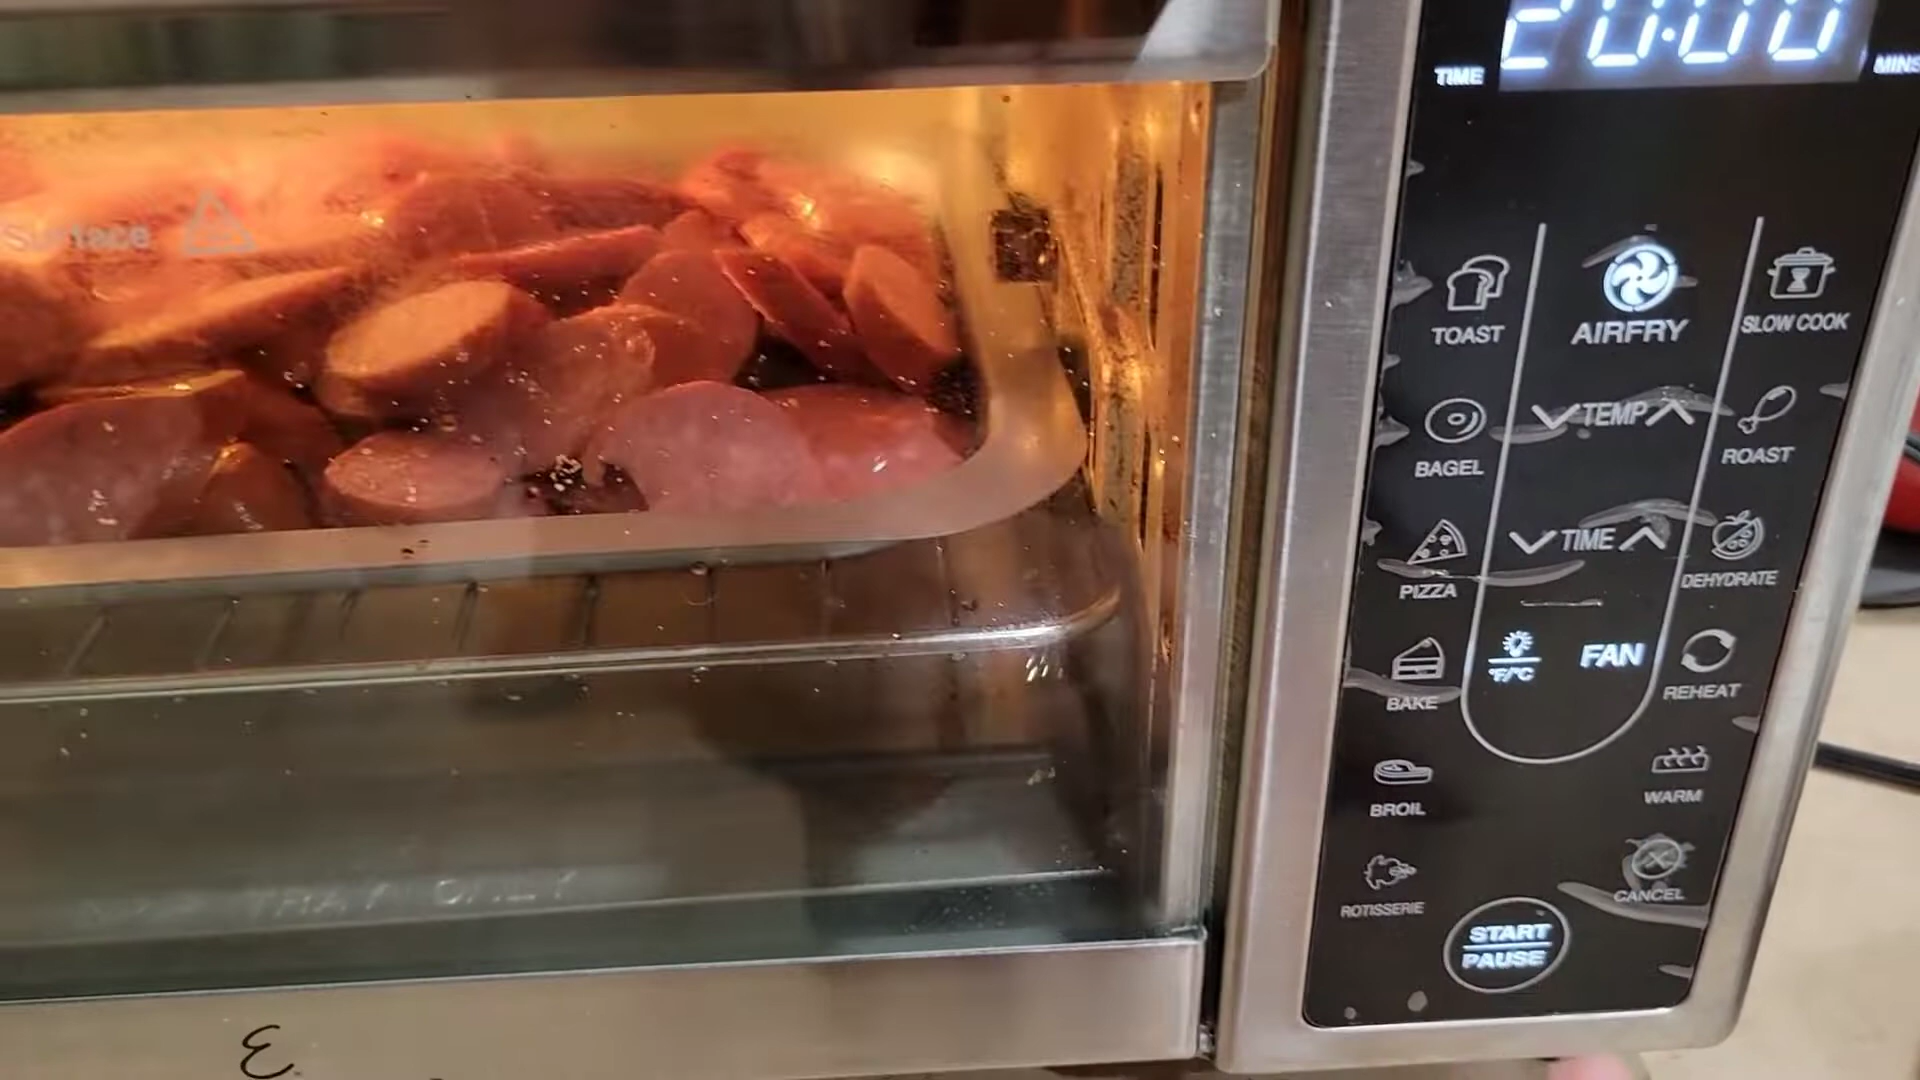 20:00
TIME MINS
Surface
TOAST
AIRFRY
SLOW COOK
TEMP
BAGEL
ROAST
TIME
PIZZA
DEHYDRATE
°F/°C
FAN
BAKE
REHEAT
BROIL
WARM
ROTISSERIE
CANCEL
START
PAUSE
TRAY ONLY